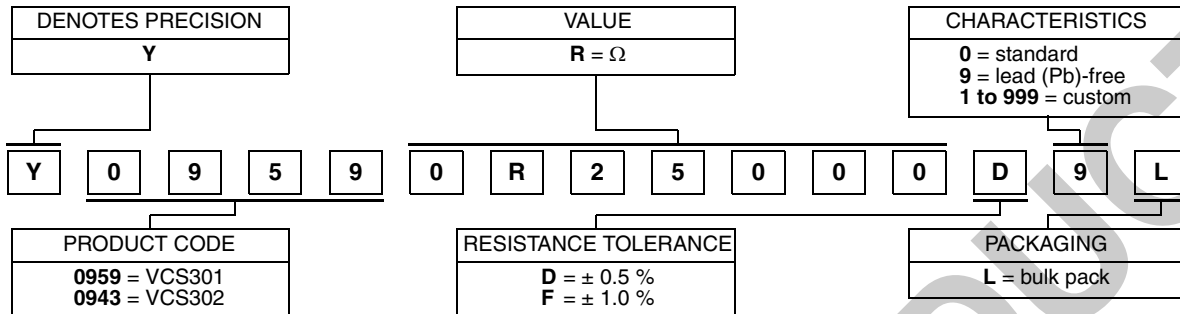 DENOTES PRECISION
Y
VALUE
R = Ω
CHARACTERISTICS
0 = standard
9 = lead (Pb)-free
1 to 999 = custom
Y 0 9 5 9 0 R 2 5 0 0 0 D 9 L
PRODUCT CODE
0959 = VCS301
0943 = VCS302
RESISTANCE TOLERANCE
D = ± 0.5 %
F = ± 1.0 %
PACKAGING
L = bulk pack